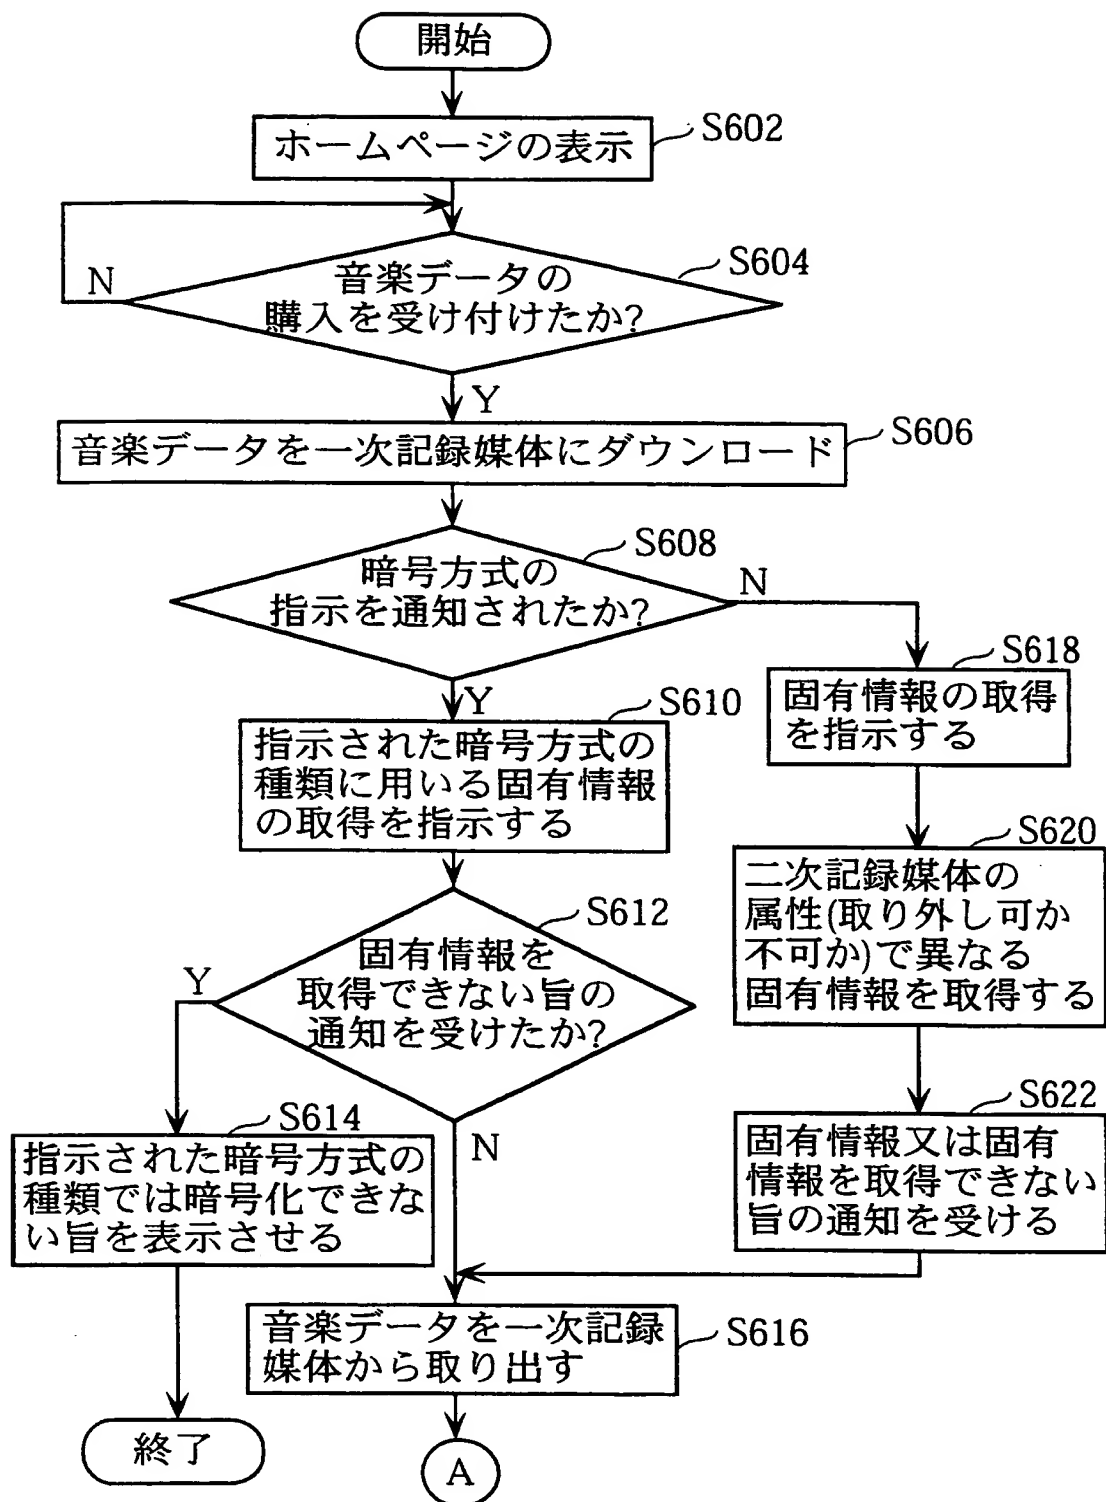 開始
ホームページの表示
S602
音楽データの
購入を受け付けたか?
S604
N
Y
音楽データを一次記録媒体にダウンロード
S606
暗号方式の
指示を通知されたか?
S608
N
Y
指示された暗号方式の
種類に用いる固有情報
の取得を指示する
S610
固有情報の取得
を指示する
S618
二次記録媒体の
属性(取り外し可か
不可か)で異なる
固有情報を取得する
S620
固有情報を
取得できない旨の
通知を受けたか?
S612
Y
N
指示された暗号方式の
種類では暗号化できな
い旨を表示させる
S614
固有情報又は固有
情報を取得できない
旨の通知を受ける
S622
音楽データを一次記録
媒体から取り出す
S616
終了
A